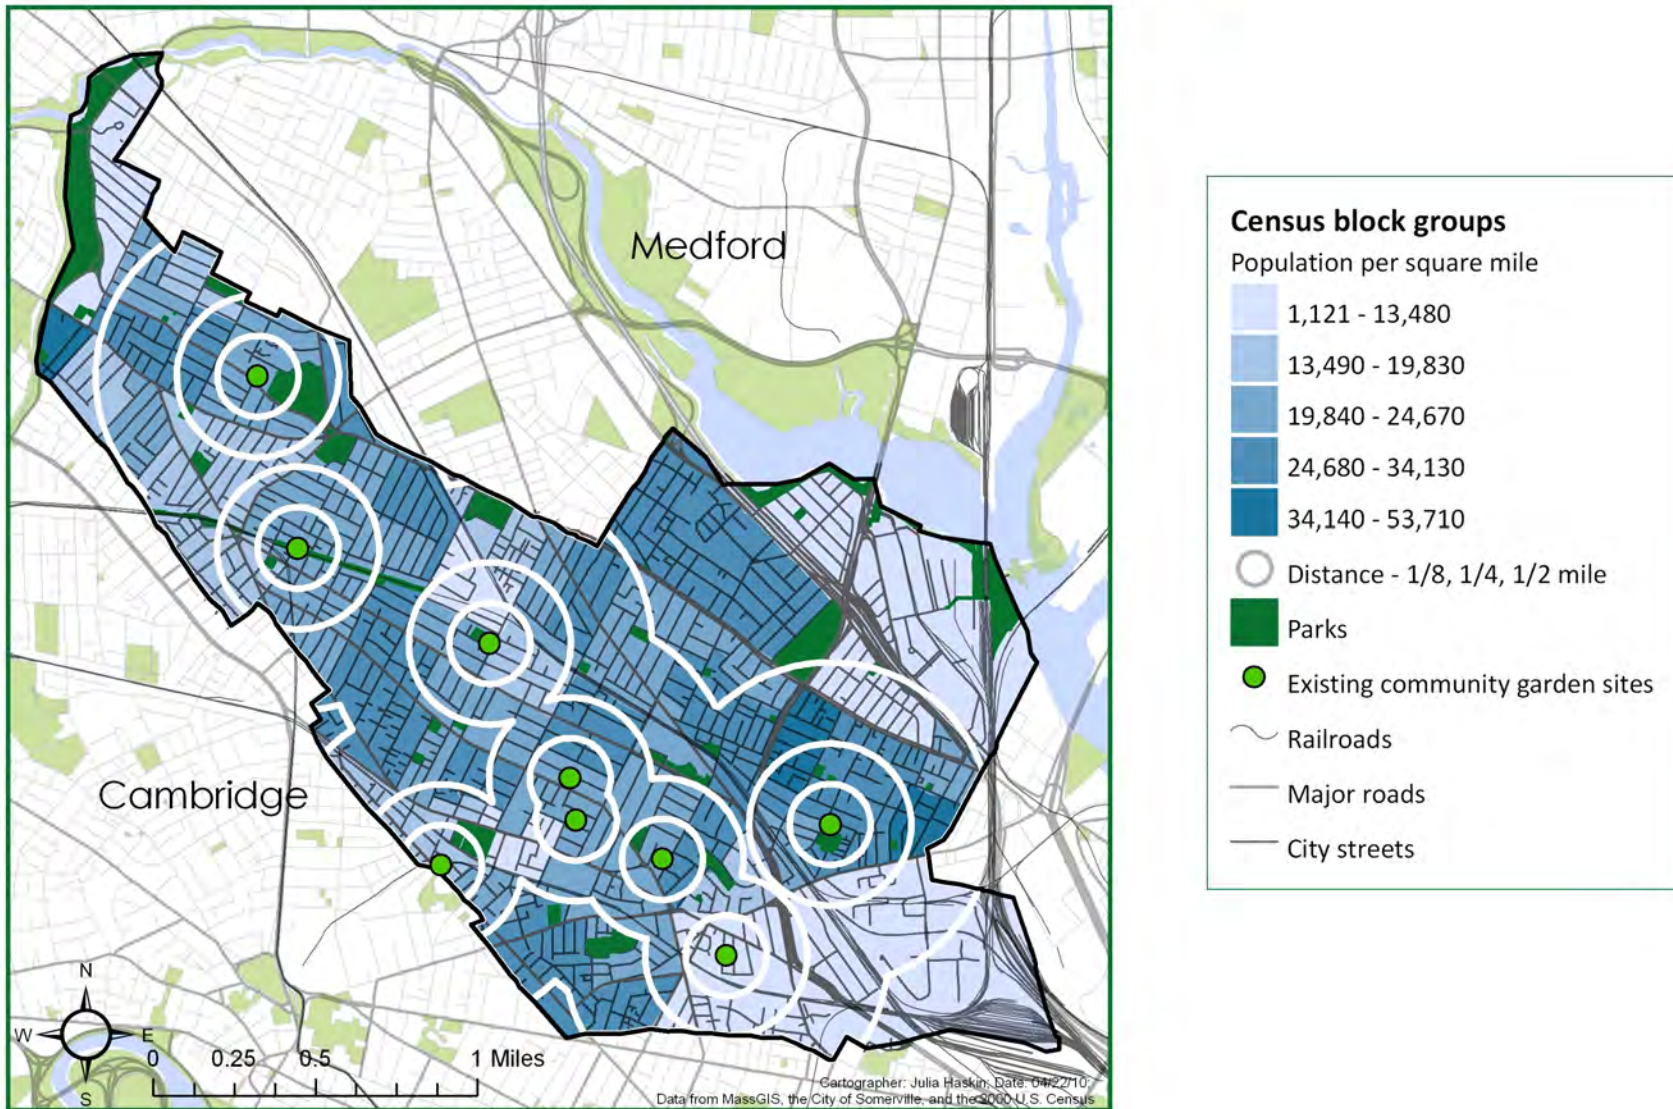 Medford
Cambridge
N
W E
S
0 0.25 0.5 1 Miles
Cartographer: Julia Haskin; Date: 04/22/10;
Data from MassGIS, the City of Somerville, and the 2000 U.S. Census
Census block groups
Population per square mile
1,121 - 13,480
13,490 - 19,830
19,840 - 24,670
24,680 - 34,130
34,140 - 53,710
Distance - 1/8, 1/4, 1/2 mile
Parks
Existing community garden sites
Railroads
Major roads
City streets